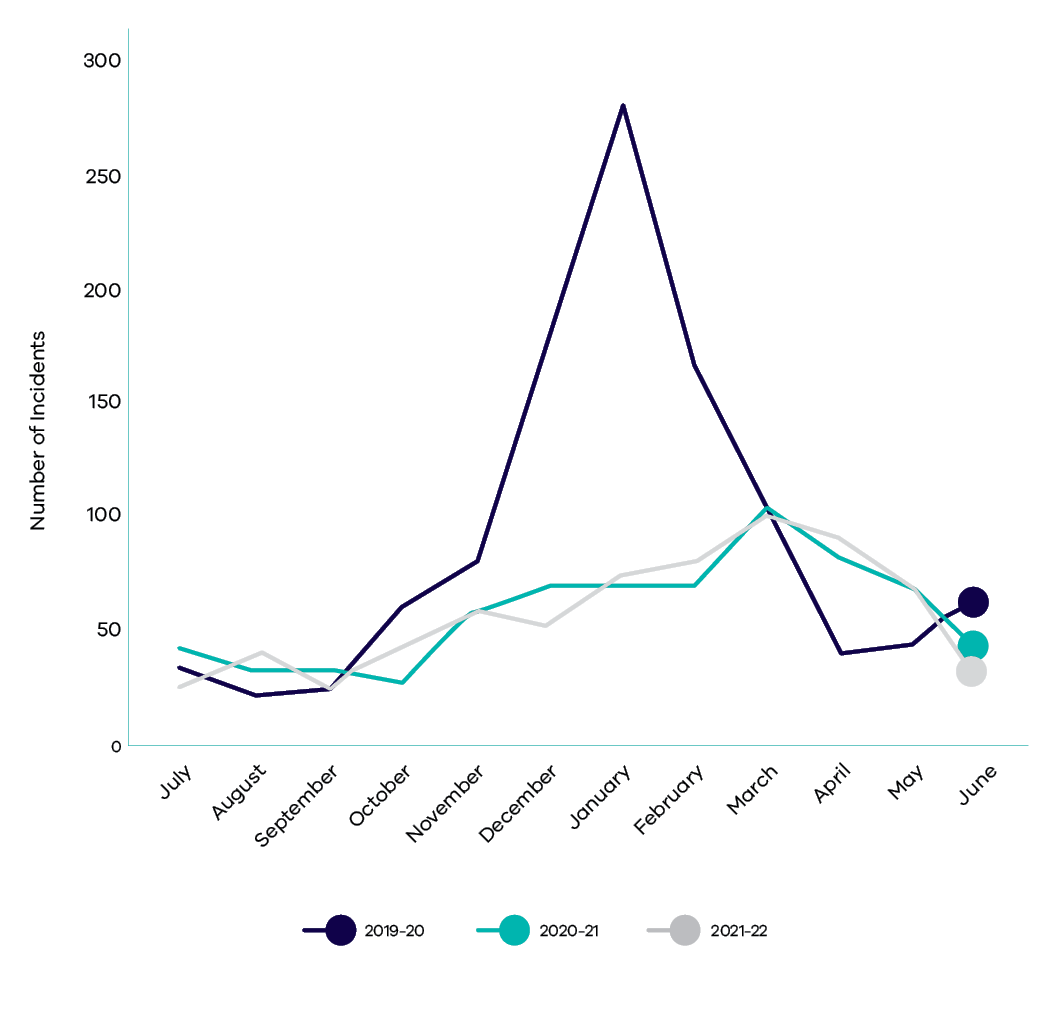 300
250
200
150
100
50
0
Number of Incidents
July
August
September
October
November
December
January
February
March
April
May
June
2019-20
2020-21
2021-22